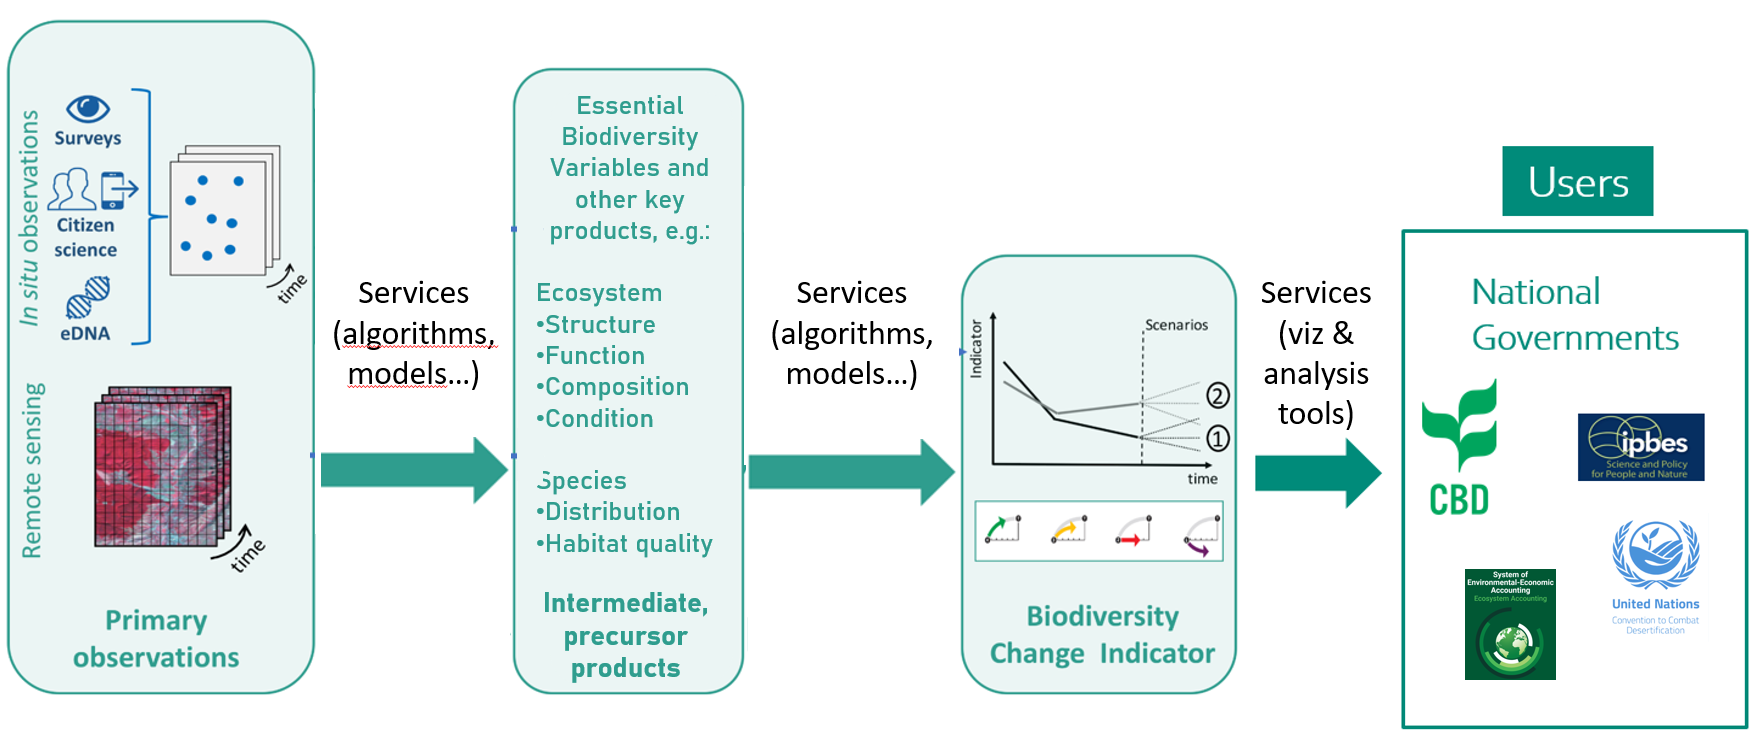 In situ observations
Surveys
Citizen
science
eDNA
time
Remote sensing
time
Primary
observations
Services
(algorithms,
models...)
Essential
Biodiversity
Variables and
other key
products, e.g.:
Ecosystem
•Structure
•Function
•Composition
•Condition
Species
•Distribution
•Habitat quality
Intermediate,
precursor
products
Services
(algorithms,
models...)
Indicator
Scenarios
2
1
time
Biodiversity
Change Indicator
Services
(viz &
analysis
tools)
Users
National
Governments
CBD
ipbes
Science and Policy
for People and Nature
System of
Environmental-Economic
Accounting
Ecosystem Accounting
United Nations
Convention to Combat
Desertification